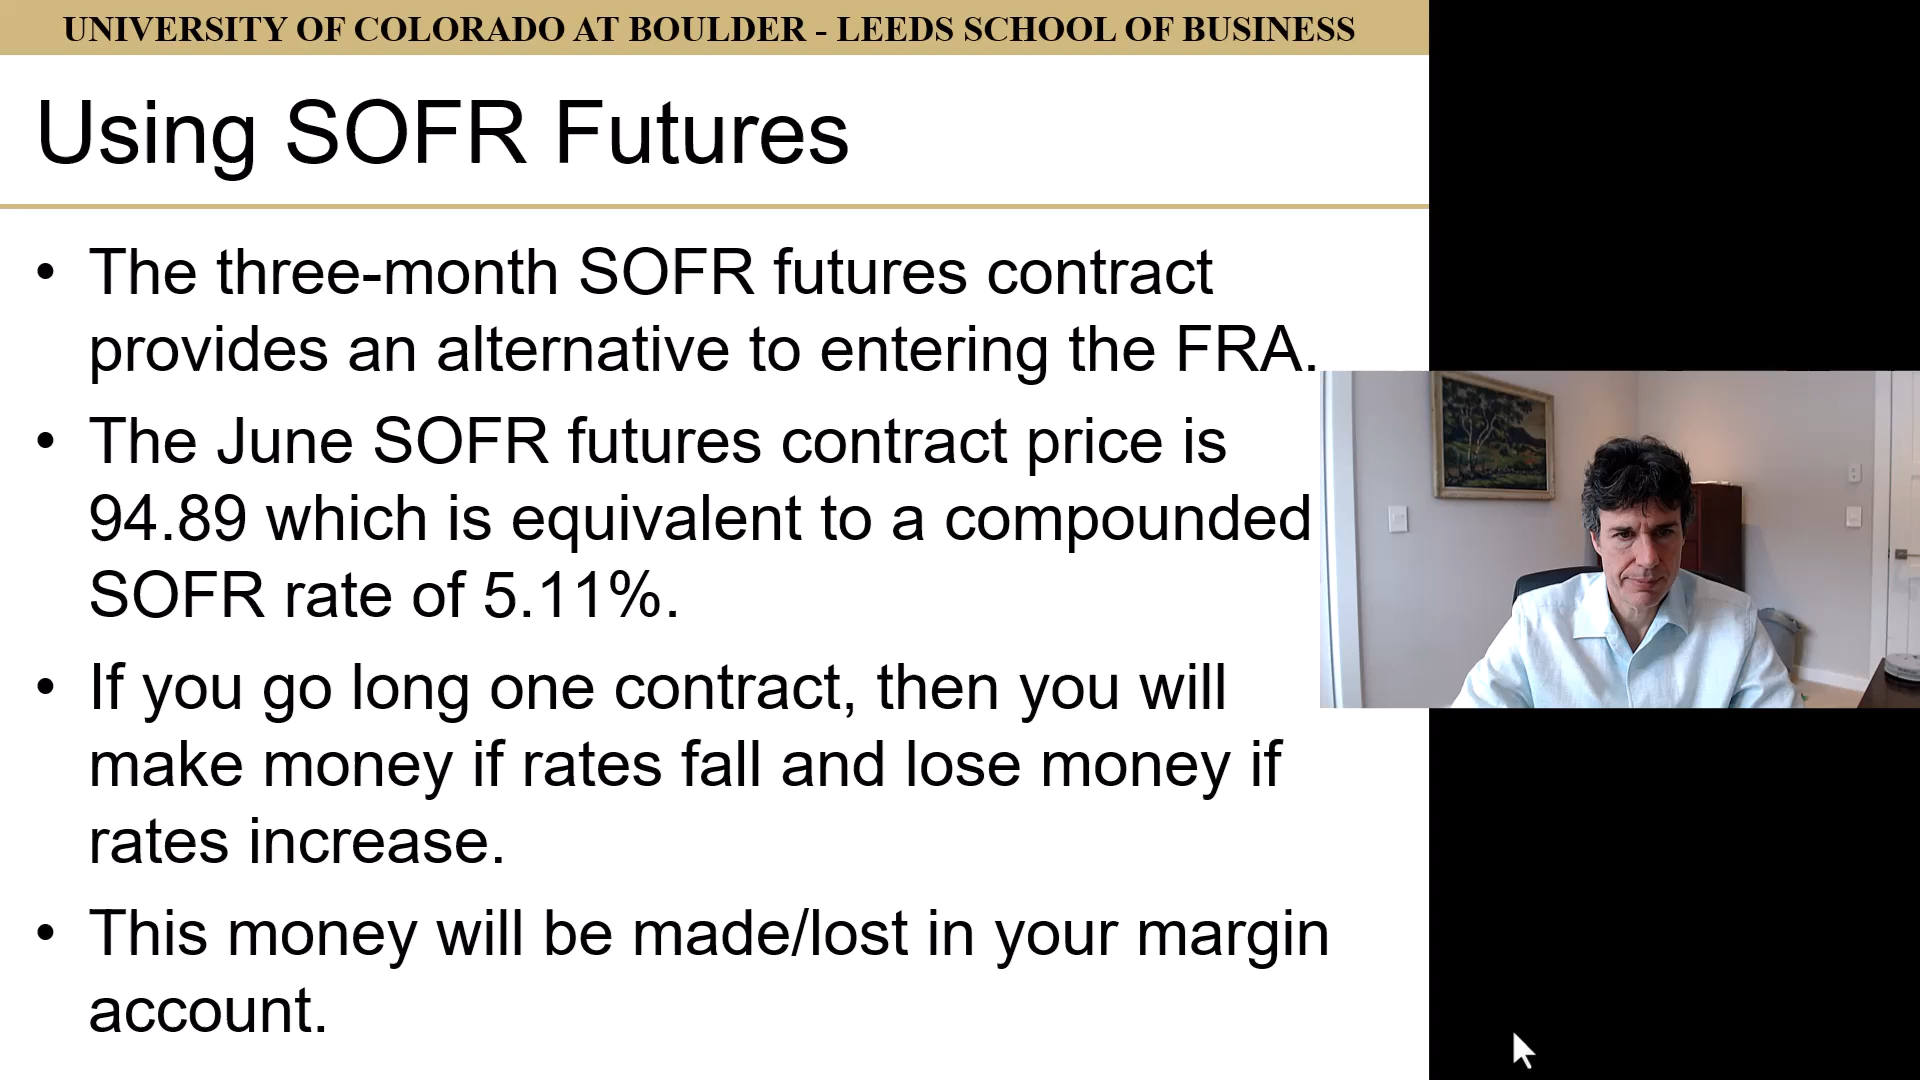 UNIVERSITY OF COLORADO AT BOULDER - LEEDS SCHOOL OF BUSINESS
Using SOFR Futures
• The three-month SOFR futures contract
provides an alternative to entering the FRA.
• The June SOFR futures contract price is
94.89 which is equivalent to a compounded
SOFR rate of 5.11%.
• If you go long one contract, then you will
make money if rates fall and lose money if
rates increase.
• This money will be made/lost in your margin
account.